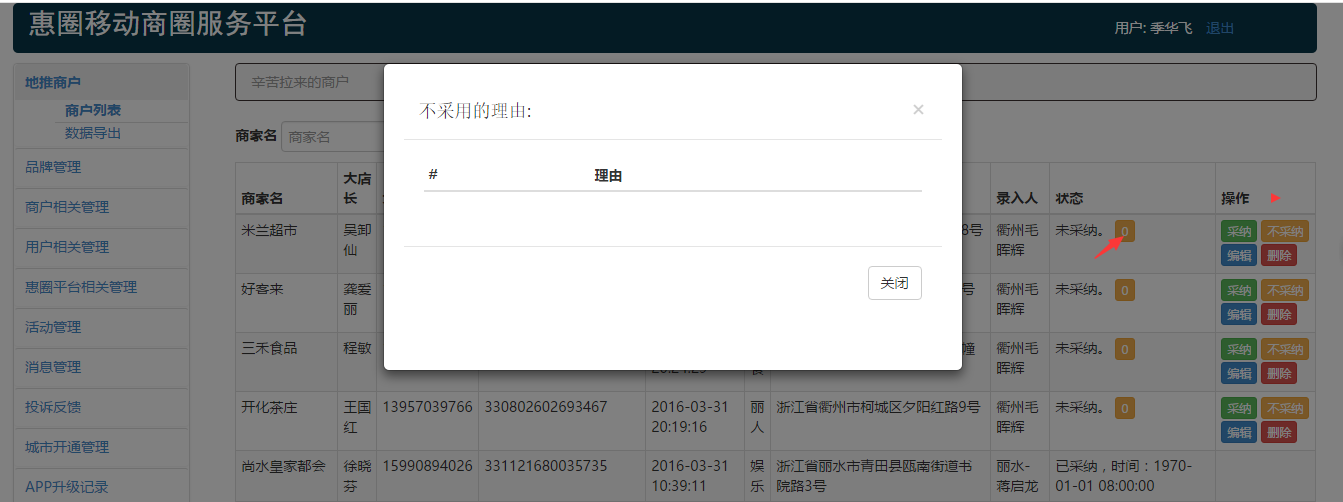 惠圈移动商圈服务平台
用户: 季华飞 退出
地推商户
商户列表
数据导出
品牌管理
商户相关管理
用户相关管理
惠圈平台相关管理
活动管理
消息管理
投诉反馈
城市开通管理
APP升级记录
辛苦拉来的商户
商家名 商家名
不采用的理由: ×
# 理由
关闭
商家名 大店
长 录入人 状态 操作
米兰超市 吴卸
仙 8号 衢州毛
晖辉 未采纳。 0 采纳 不采纳
编辑 删除
好客来 龚爱
丽 号 衢州毛
晖辉 未采纳。 0 采纳 不采纳
编辑 删除
三禾食品 程敏 幢 衢州毛
晖辉 未采纳。 0 采纳 不采纳
编辑 删除
开化茶庄 王国
红 13957039766 330802602693467 2016-03-31
20:19:16 丽
人 浙江省衢州市柯城区夕阳红路9号 衢州毛
晖辉 未采纳。 0 采纳 不采纳
编辑 删除
尚水皇家都会 徐晓
芬 15990894026 331121680035735 2016-03-31
10:39:11 娱
乐 浙江省丽水市青田县瓯南街道书
院路3号 丽水-
蒋启龙 已采纳，时间：1970-
01-01 08:00:00